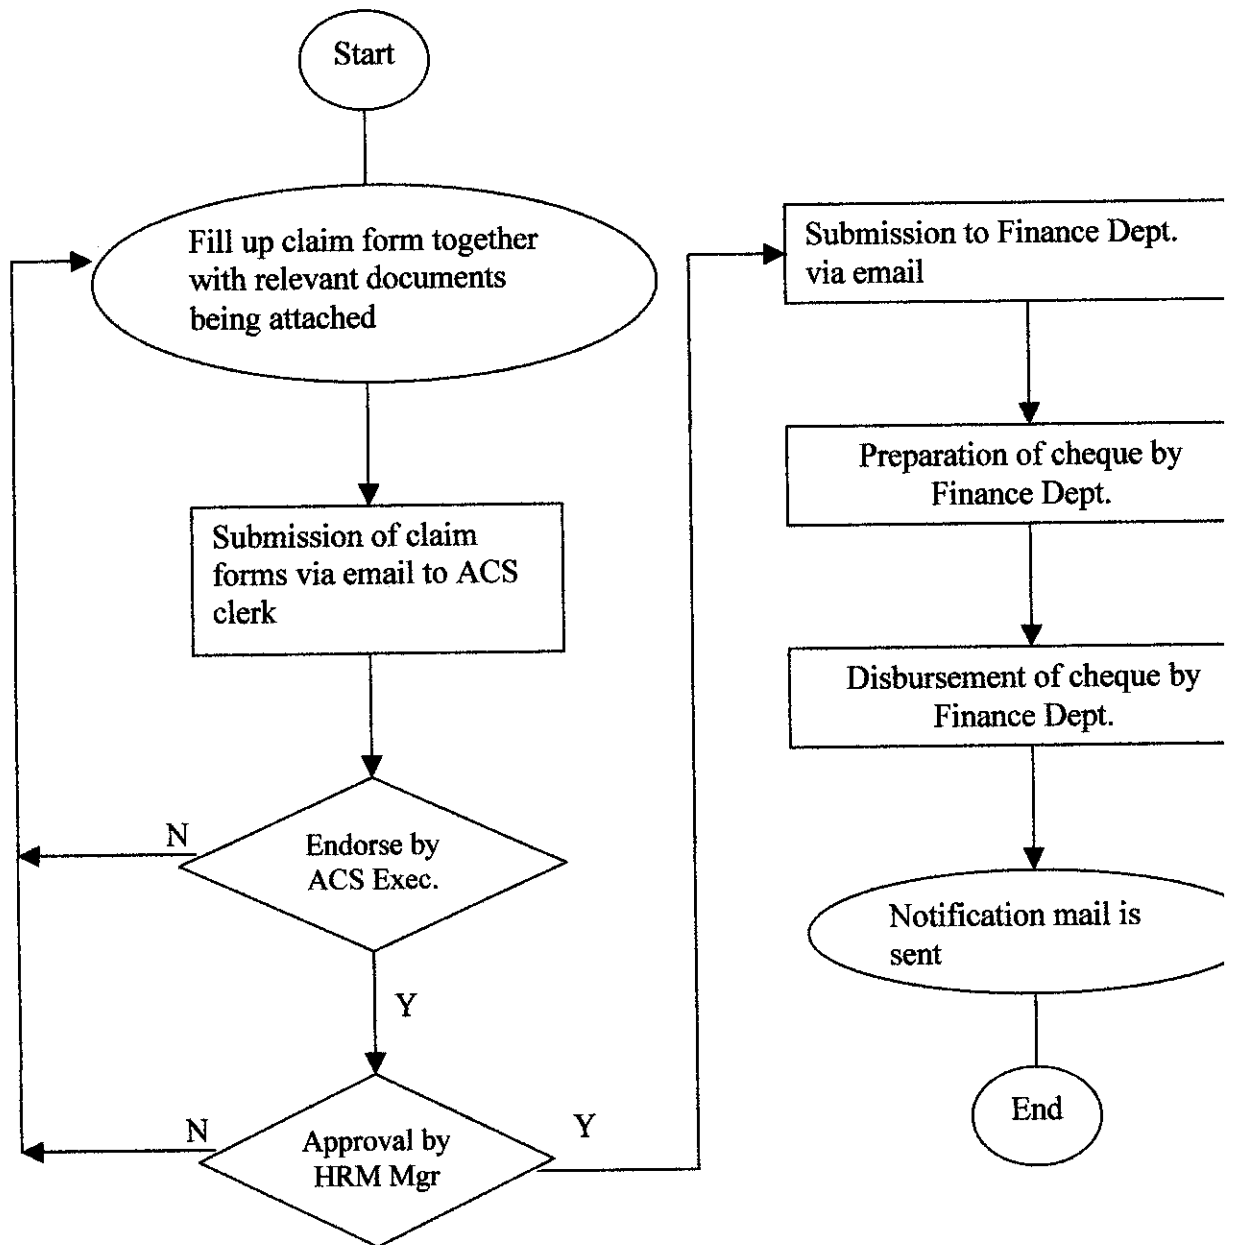 Start
Fill up claim form together
with relevant documents
being attached
Submission of claim
forms via email to ACS
clerk
N
Endorse by
ACS Exec.
Y
N
Approval by
HRM Mgr
Y
Submission to Finance Dept.
via email
Preparation of cheque by
Finance Dept.
Disbursement of cheque by
Finance Dept.
Notification mail is
sent
End